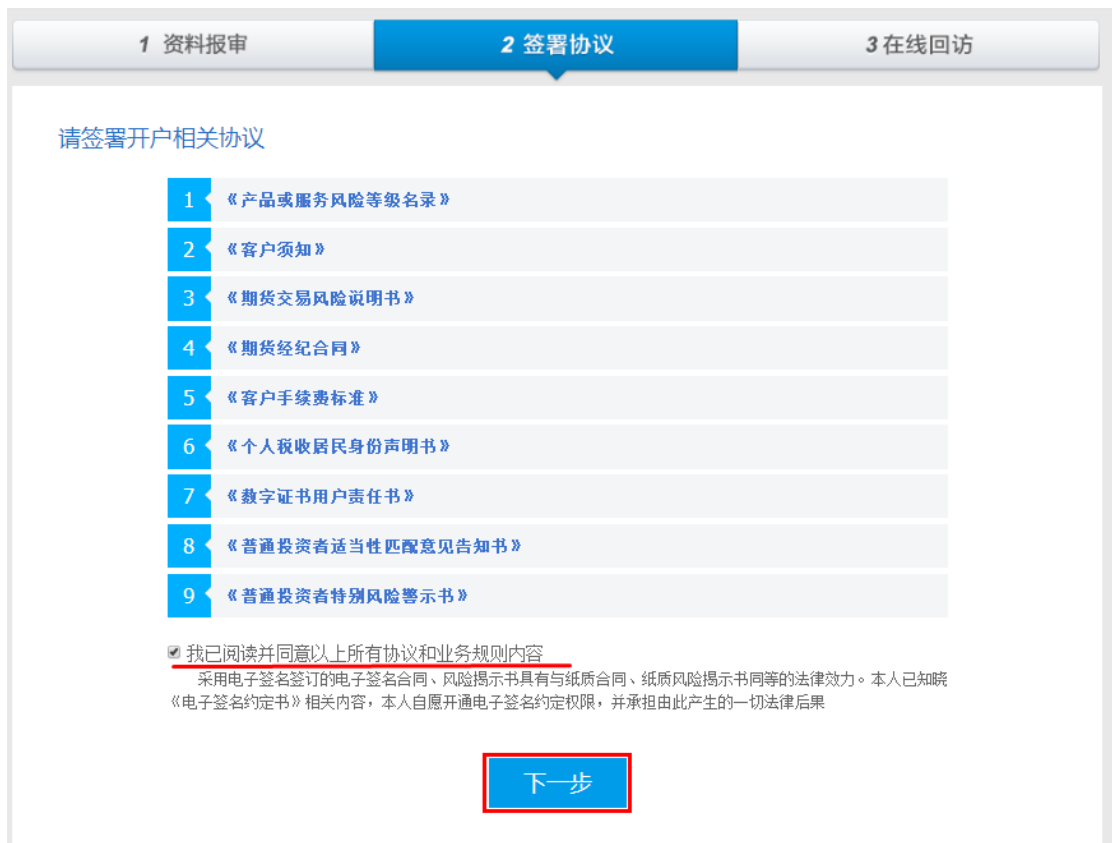 1 资料报审
2 签署协议
3 在线回访
请签署开户相关协议
1 《产品或服务风险等级名录》
2 《客户须知》
3 《期货交易风险说明书》
4 《期货经纪合同》
5 《客户手续费标准》
6 《个人税收居民身份声明书》
7 《数字证书用户责任书》
8 《普通投资者适当性匹配意见告知书》
9 《普通投资者特别风险警示书》
我已阅读并同意以上所有协议和业务规则内容
采用电子签名签订的电子签名合同、风险揭示书具有与纸质合同、纸质风险揭示书同等的法律效力。本人已知晓
《电子签名约定书》相关内容，本人自愿开通电子签名约定权限，并承担由此产生的一切法律后果
下一步